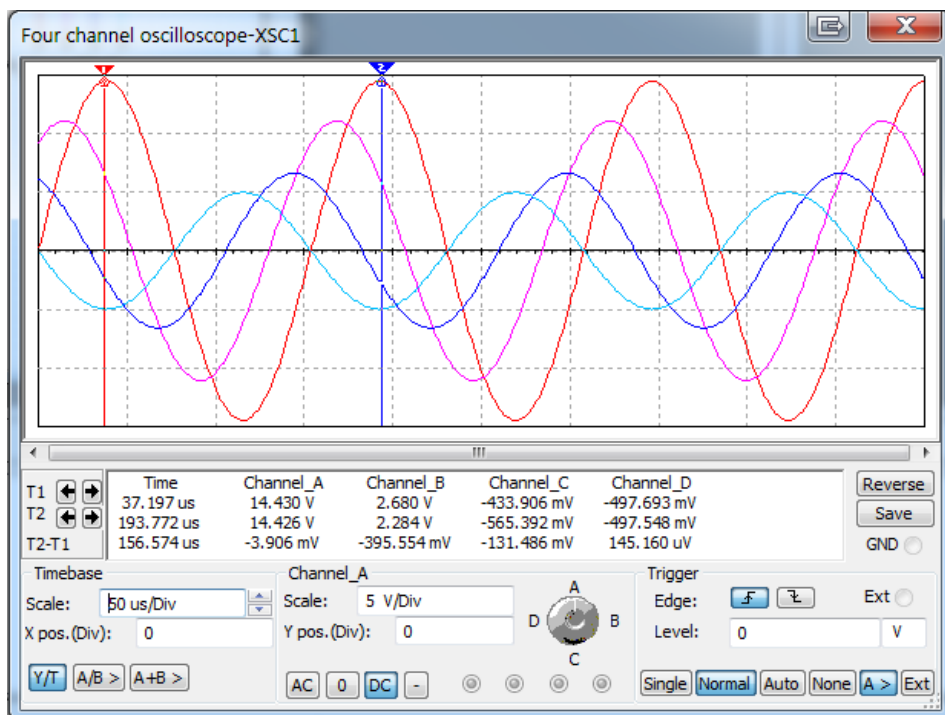 Four channel oscilloscope-XSC1
1 2
Time Channel_A Channel_B Channel_C Channel_D
T1 37.197 us 14.430 V 2.680 V -433.906 mV -497.693 mV
T2 193.772 us 14.426 V 2.284 V -565.392 mV -497.548 mV
T2-T1 156.574 us -3.906 mV -395.554 mV -131.486 mV 145.160 uV
Reverse
Save
GND
Timebase
Scale: 50 us/Div
X pos.(Div): 0
Y/T A/B > A+B >
Channel_A
Scale: 5 V/Div
Y pos.(Div): 0
AC 0 DC -
A
D B
C
Trigger
Edge: Ext
Level: 0 V
Single Normal Auto None A > Ext